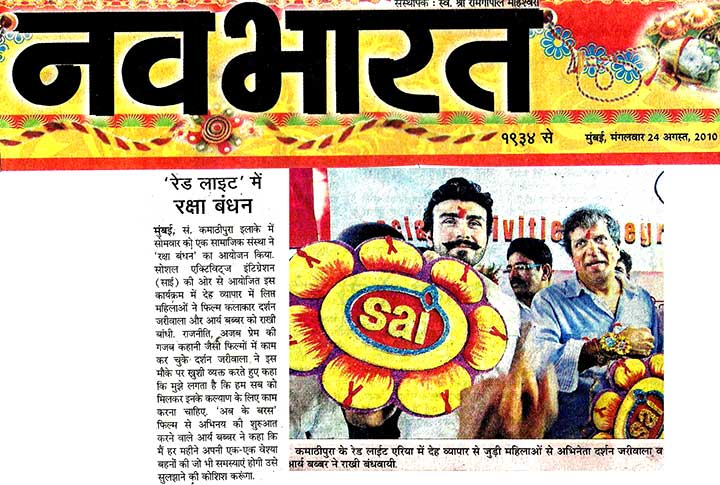 संस्थापक : स्व. श्री रामगोपाल माहेश्वरी
नवभारत
१९३४ से
मुंबई, मंगलवार 24 अगस्त, 2010
'रेड लाइट' में
रक्षा बंधन
मुंबई, सं. कमाठीपुरा इलाके में
सोमवार को एक सामाजिक संस्था ने
'रक्षा बंधन' का आयोजन किया.
सोशल एक्टिविट्ज इंटिग्रेशन
(साई) की ओर से आयोजित इस
कार्यक्रम में देह व्यापार में लिप्त
महिलाओं ने फिल्म कलाकार दर्शन
जरीवाला और आर्य बब्बर को राखी
बांधी. राजनीति, अजब प्रेम की
गजब कहानी जैसी फिल्मों में काम
कर चुके दर्शन जरीवाला ने इस
मौके पर खुशी व्यक्त करते हुए कहा
कि मुझे लगता है कि हम सब को
मिलकर इनके कल्याण के लिए काम
करना चाहिए. 'अब के बरस'
फिल्म से अभिनय की शुरुआत
करने वाले आर्य बब्बर ने कहा कि
मैं हर महीने अपनी एक-एक वेश्या
बहनों की जो भी समस्याएं होगी उसे
सुलझाने की कोशिश करूंगा.
cial
ivities
egr
sai
sai
कमाठीपुरा के रेड लाईट एरिया में देह व्यापार से जुड़ी महिलाओं से अभिनेता दर्शन जरीवाला व
आर्य बब्बर ने राखी बंधवायी.